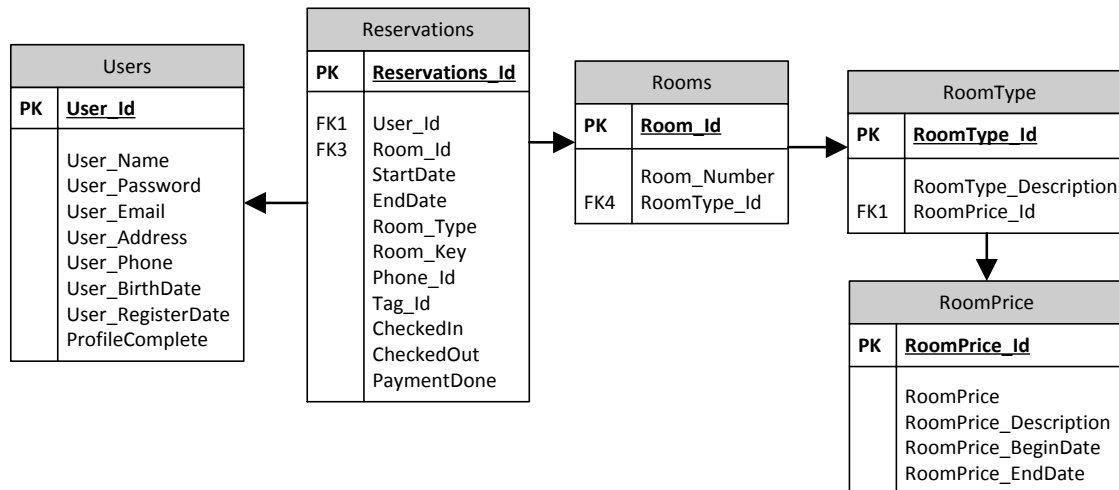 Users
PK User_Id
User_Name
User_Password
User_Email
User_Address
User_Phone
User_BirthDate
User_RegisterDate
ProfileComplete
Reservations
PK Reservations_Id
FK1 User_Id
FK3 Room_Id
StartDate
EndDate
Room_Type
Room_Key
Phone_Id
Tag_Id
CheckedIn
CheckedOut
PaymentDone
Rooms
PK Room_Id
Room_Number
FK4 RoomType_Id
RoomType
PK RoomType_Id
RoomType_Description
FK1 RoomPrice_Id
RoomPrice
PK RoomPrice_Id
RoomPrice
RoomPrice_Description
RoomPrice_BeginDate
RoomPrice_EndDate